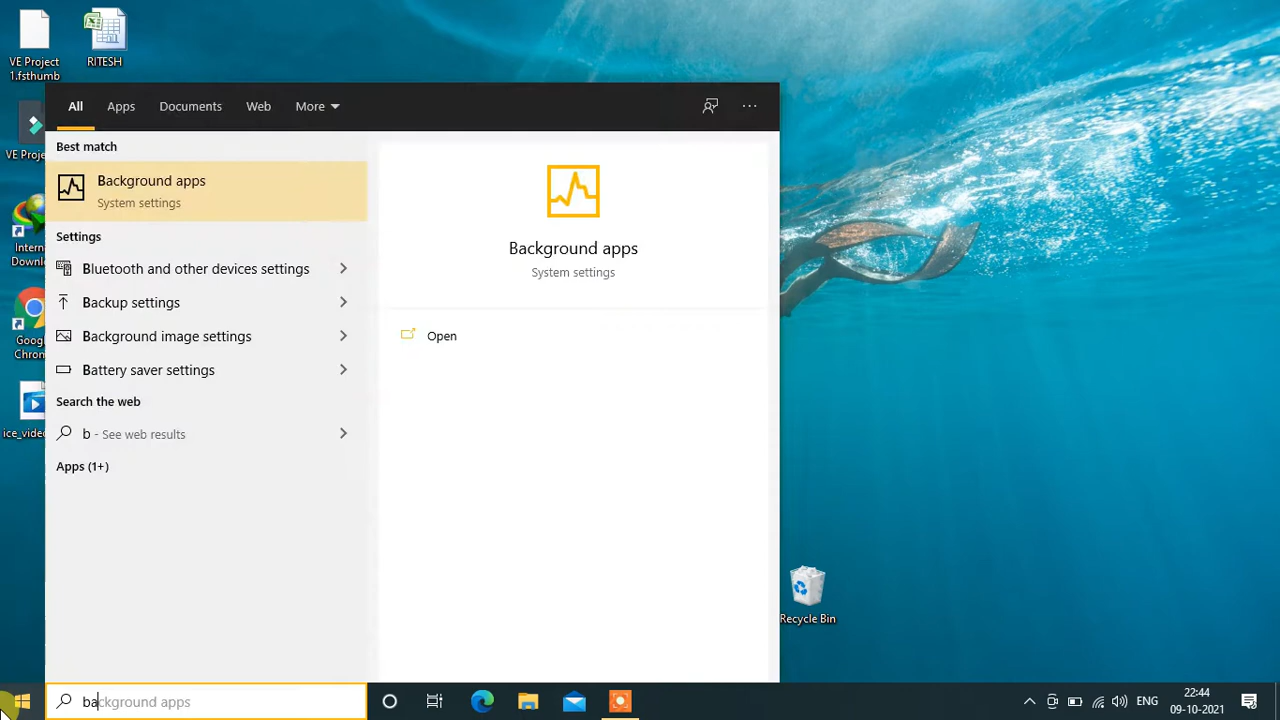 VE Project
1.fsthumb
RITESH
VE Proje
Intern
Downl
Googl
Chron
ice_video
All
Apps
Documents
Web
More
Best match
Background apps
System settings
Settings
Bluetooth and other devices settings
Backup settings
Background image settings
Battery saver settings
Search the web
b - See web results
Apps (1+)
Background apps
System settings
Open
Recycle Bin
background apps
ENG
22:44
09-10-2021